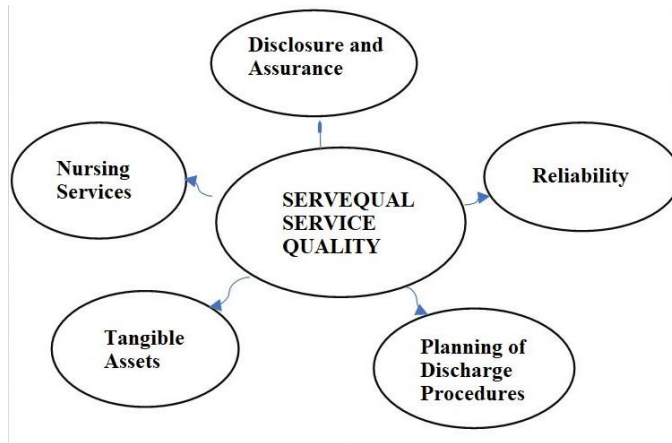 Disclosure and
Assurance
Nursing
Services
SERVEQUAL
SERVICE
QUALITY
Reliability
Tangible
Assets
Planning of
Discharge
Procedures